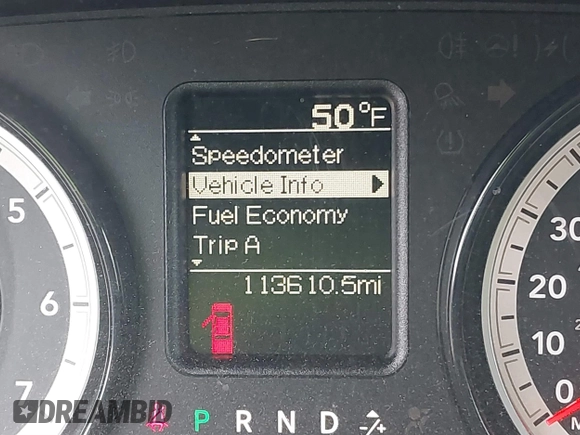 50°F
Speedometer
Vehicle Info
Fuel Economy
Trip A
113610.5mi
5
6
7
30
20
10
0
P R N D
DREAMBID